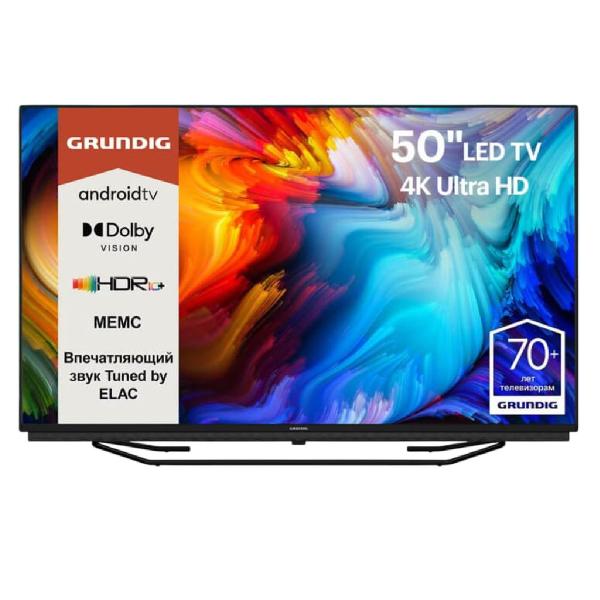 GRUNDIG
androidtv
Dolby
VISION
HDR10+
MEMC
Впечатляющий
звук Tuned by
ELAC
50" LED TV
4K Ultra HD
70+
лет
телевизорам
GRUNDIG
GRUNDIG